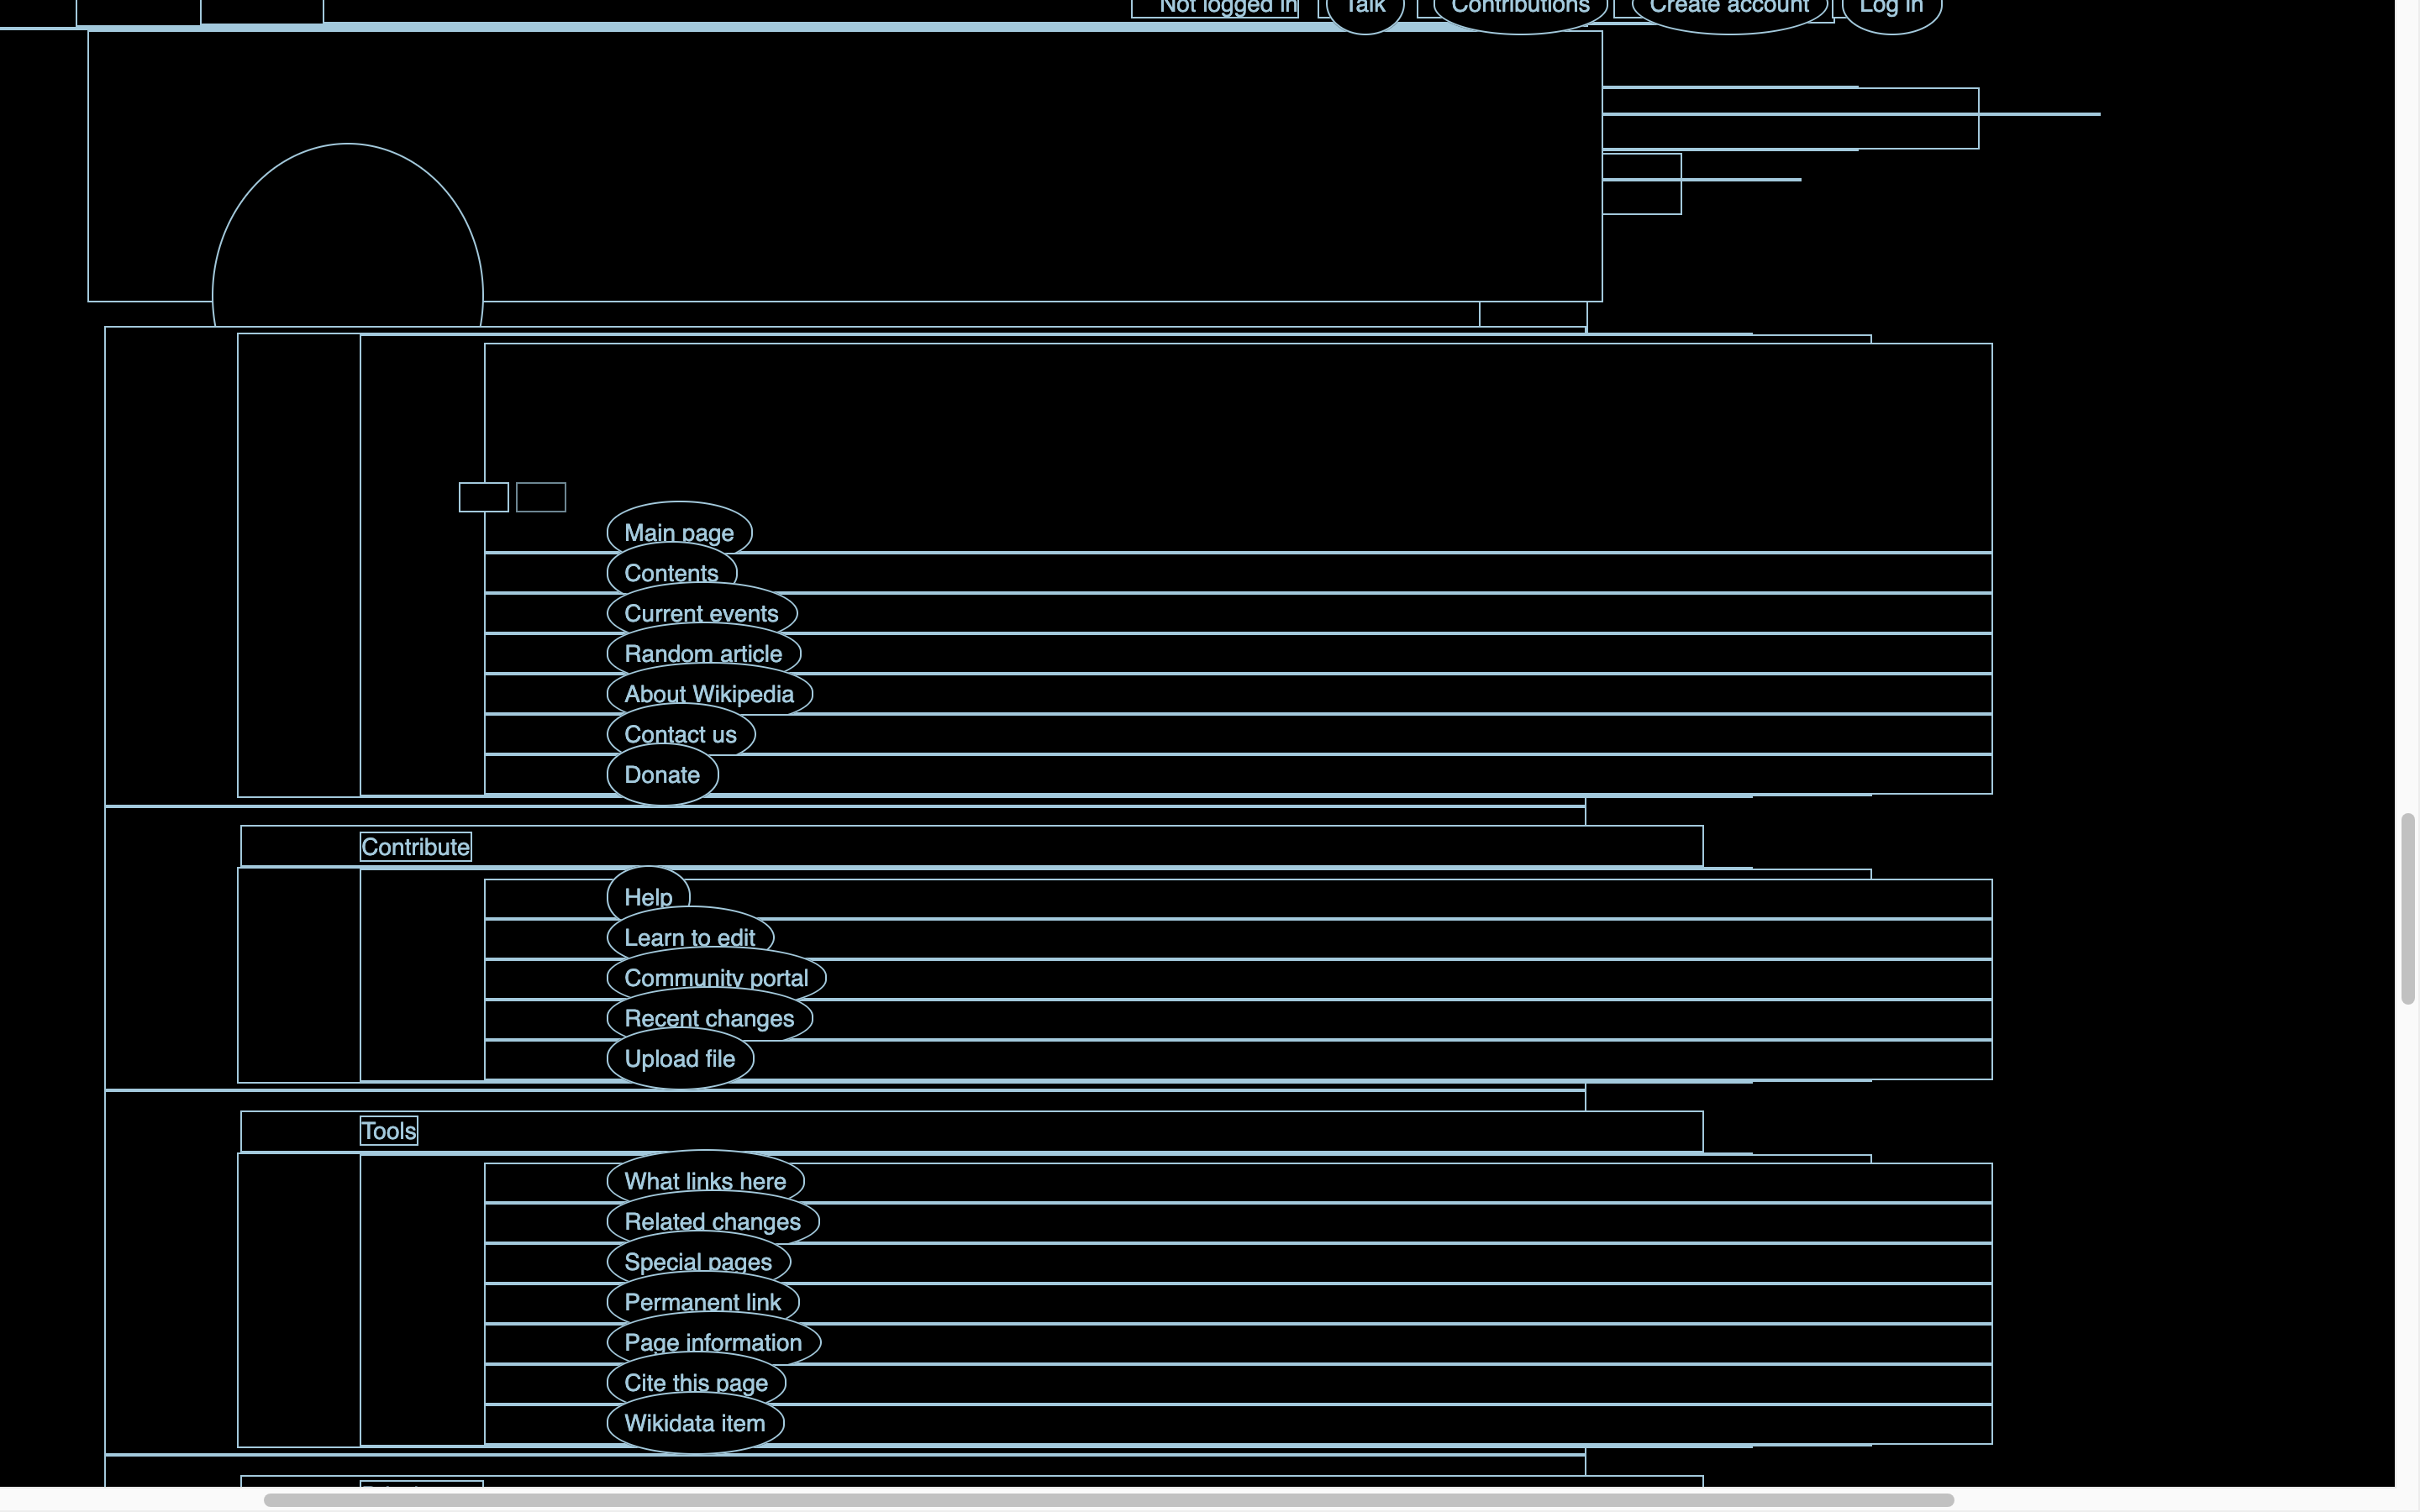 Not logged in Talk Contributions Create account Log in
Main page
Contents
Current events
Random article
About Wikipedia
Contact us
Donate
Contribute
Help
Learn to edit
Community portal
Recent changes
Upload file
Tools
What links here
Related changes
Special pages
Permanent link
Page information
Cite this page
Wikidata item